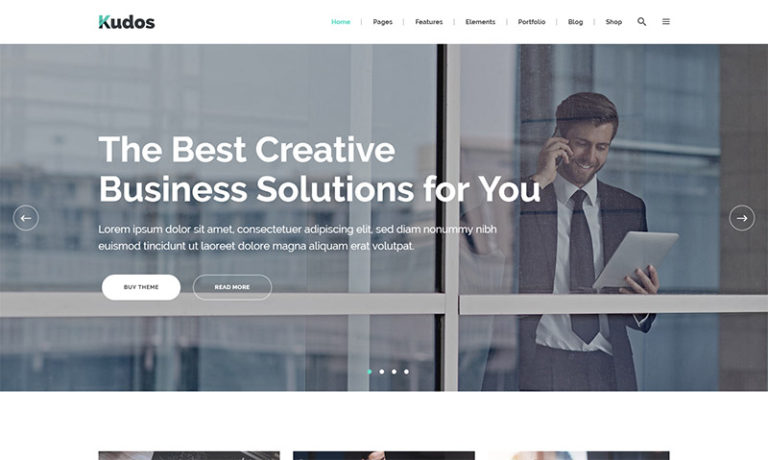 Kudos
Home | Pages | Features | Elements | Portfolio | Blog | Shop
The Best Creative
Business Solutions for You
Lorem ipsum dolor sit amet, consectetuer adipiscing elit, sed diam nonummy nibh
euismod tincidunt ut laoreet dolore magna aliquam erat volutpat.
BUY THEME READ MORE